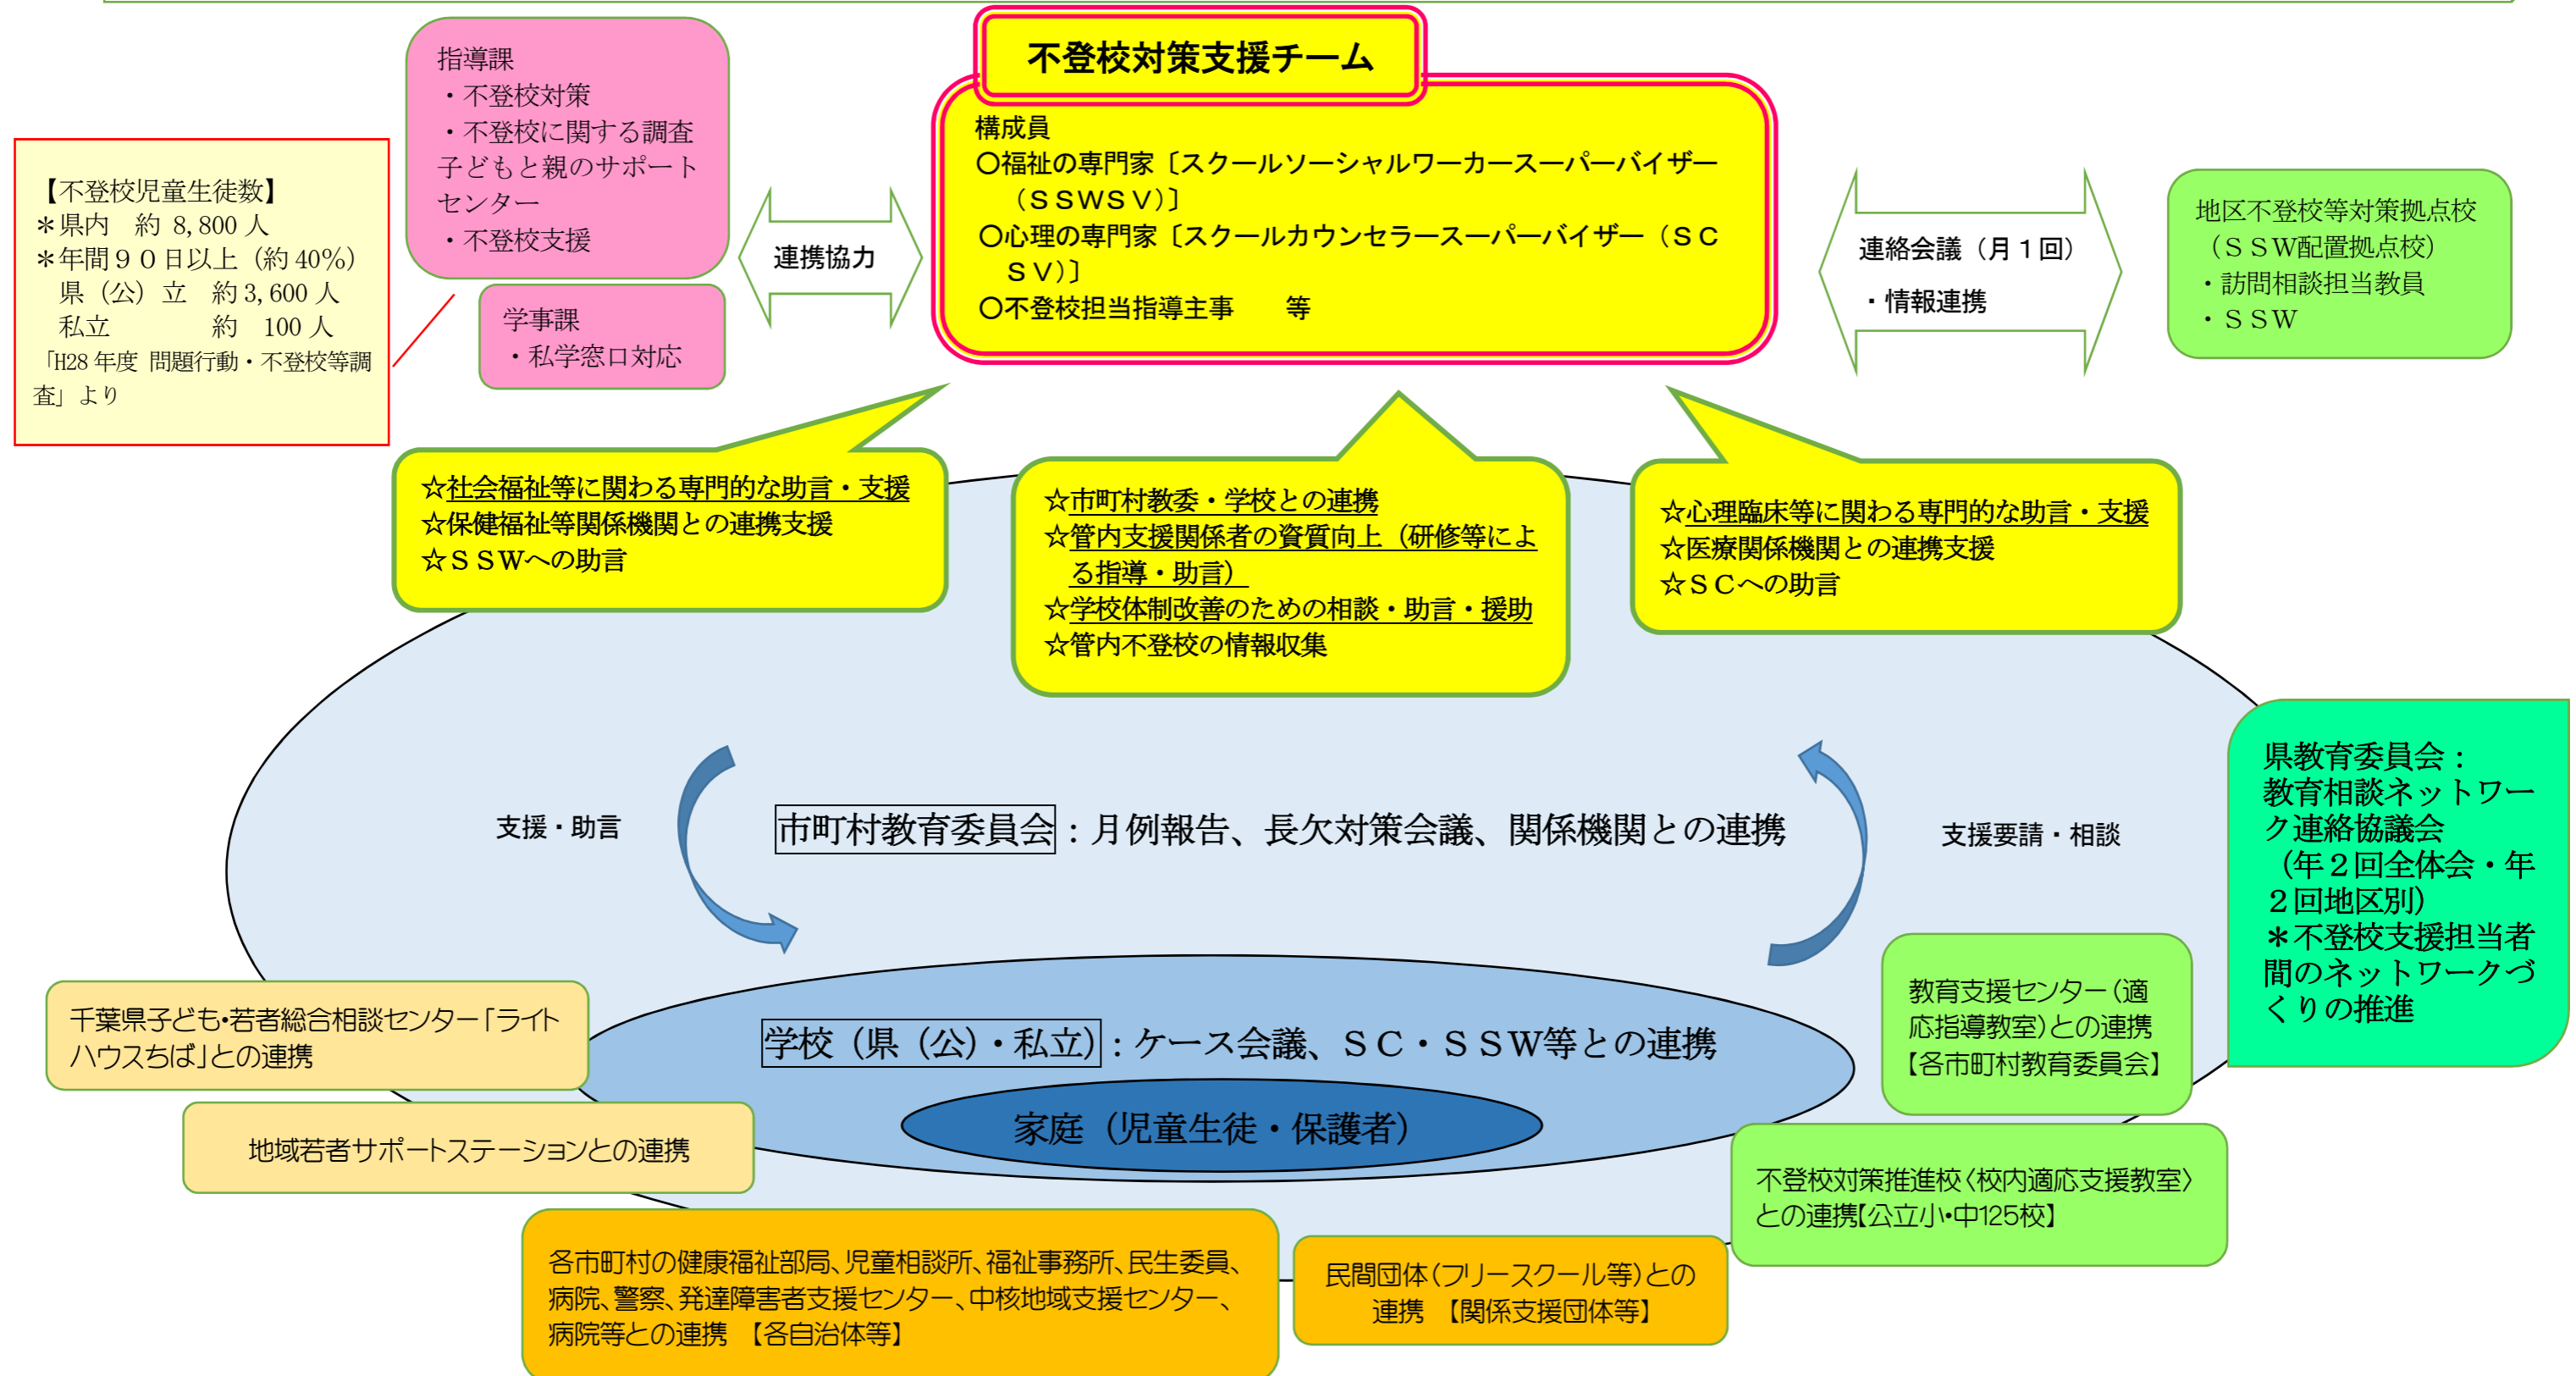 不登校対策支援チーム
指導課
・不登校対策
・不登校に関する調査
子どもと親のサポート
センター
・不登校支援
学事課
・私学窓口対応
【不登校児童生徒数】
＊県内　約 8,800 人
＊年間９０日以上（約 40％）
県（公）立　約 3,600 人
私立　　　　約　100 人
「H28 年度 問題行動・不登校等調
査」より
連携協力
構成員
〇福祉の専門家〔スクールソーシャルワーカースーパーバイザー
（ＳＳＷＳＶ）〕
〇心理の専門家〔スクールカウンセラースーパーバイザー（ＳＣ
ＳＶ）〕
〇不登校担当指導主事　　等
連絡会議（月１回）
・情報連携
地区不登校等対策拠点校
（ＳＳＷ配置拠点校）
・訪問相談担当教員
・ＳＳＷ
☆社会福祉等に関わる専門的な助言・支援
☆保健福祉等関係機関との連携支援
☆ＳＳＷへの助言
☆市町村教委・学校との連携
☆管内支援関係者の資質向上（研修等によ
る指導・助言）
☆学校体制改善のための相談・助言・援助
☆管内不登校の情報収集
☆心理臨床等に関わる専門的な助言・支援
☆医療関係機関との連携支援
☆ＳＣへの助言
支援・助言
市町村教育委員会：月例報告、長欠対策会議、関係機関との連携
支援要請・相談
県教育委員会：
教育相談ネットワー
ク連絡協議会
（年２回全体会・年
２回地区別）
＊不登校支援担当者
間のネットワークづ
くりの推進
千葉県子ども・若者総合相談センター「ライト
ハウスちば」との連携
学校（県（公）・私立）：ケース会議、ＳＣ・ＳＳＷ等との連携
教育支援センター（適
応指導教室）との連携
【各市町村教育委員会】
家庭（児童生徒・保護者）
地域若者サポートステーションとの連携
不登校対策推進校〈校内適応支援教室〉
との連携【公立小・中125校】
各市町村の健康福祉部局、児童相談所、福祉事務所、民生委員、
病院、警察、発達障害者支援センター、中核地域支援センター、
病院等との連携　【各自治体等】
民間団体（フリースクール等）との
連携　【関係支援団体等】